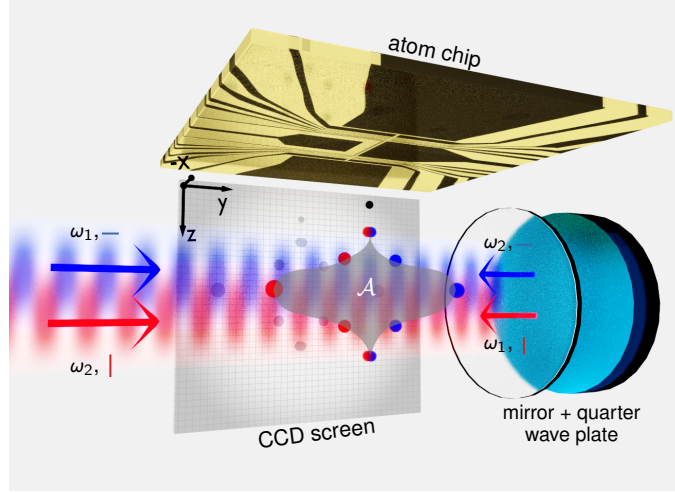 atom chip
-x
y
z
ω₁, —
ω₂, |
𝒜
ω₂, —
ω₁, |
CCD screen
mirror + quarter
wave plate